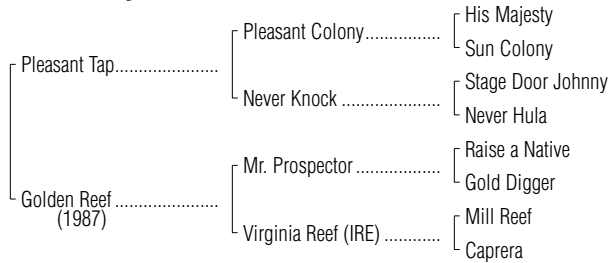 His Majesty
Pleasant Colony.................
Sun Colony
Pleasant Tap.......................
Stage Door Johnny
Never Knock ......................
Never Hula
Raise a Native
Mr. Prospector ...................
Gold Digger
Golden Reef .......................
(1987)
Mill Reef
Virginia Reef (IRE) ............
Caprera